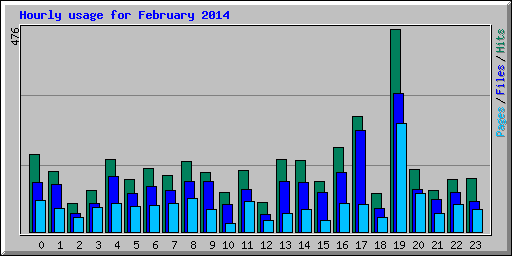 Hourly usage for February 2014
476
Pages / Files / Hits
0 1 2 3 4 5 6 7 8 9 10 11 12 13 14 15 16 17 18 19 20 21 22 23